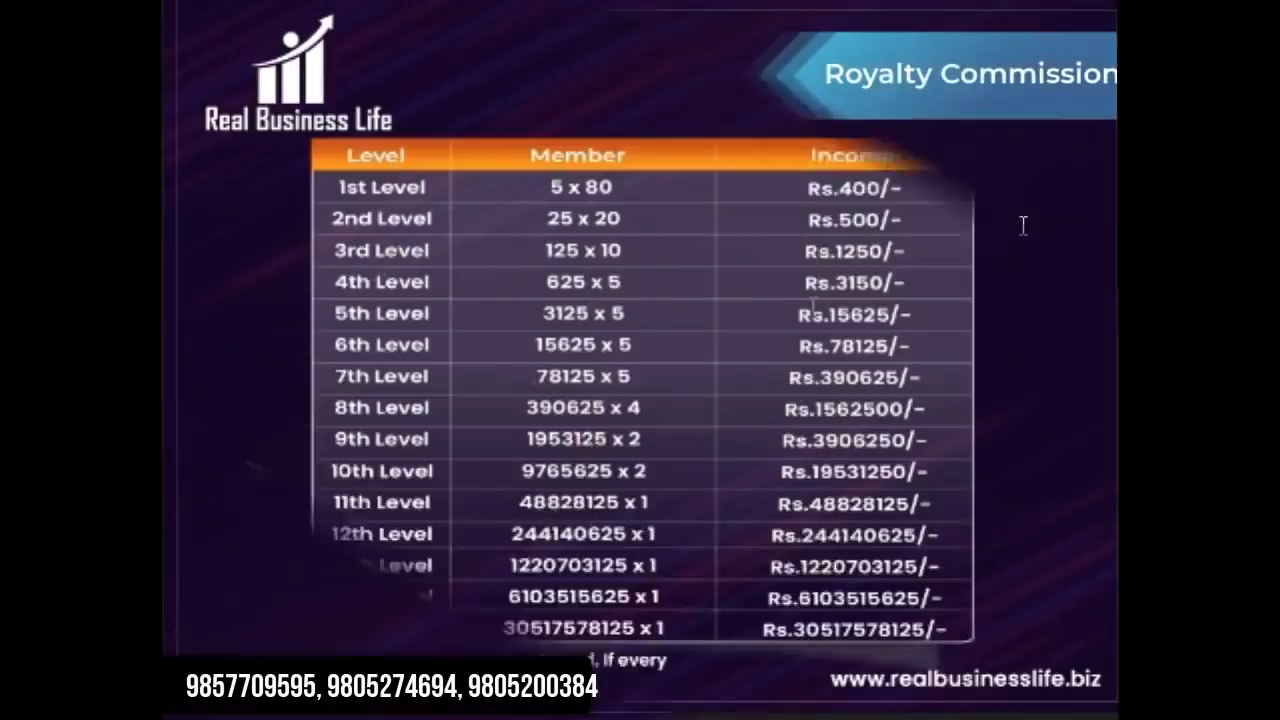 Real Business Life
Royalty Commission
Level Member Income
1st Level 5 x 80 Rs.400/-
2nd Level 25 x 20 Rs.500/-
3rd Level 125 x 10 Rs.1250/-
4th Level 625 x 5 Rs.3150/-
5th Level 3125 x 5 Rs.15625/-
6th Level 15625 x 5 Rs.78125/-
7th Level 78125 x 5 Rs.390625/-
8th Level 390625 x 4 Rs.1562500/-
9th Level 1953125 x 2 Rs.3906250/-
10th Level 9765625 x 2 Rs.19531250/-
11th Level 48828125 x 1 Rs.48828125/-
12th Level 244140625 x 1 Rs.244140625/-
Level 1220703125 x 1 Rs.1220703125/-
6103515625 x 1 Rs.6103515625/-
30517578125 x 1 Rs.30517578125/-
If every
9857709595, 9805274694, 9805200384
www.realbusinesslife.biz